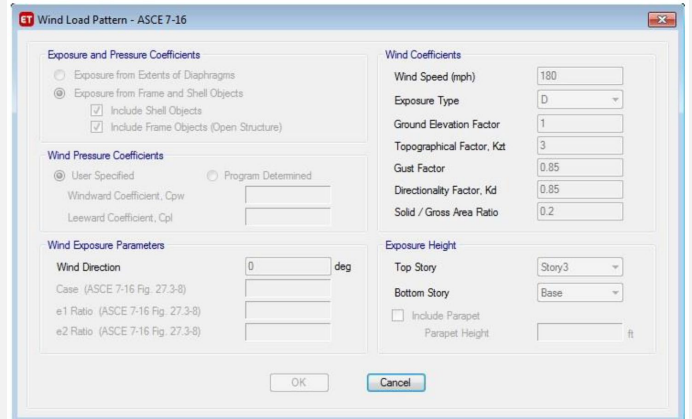 ET Wind Load Pattern - ASCE 7-16
Exposure and Pressure Coefficients
Exposure from Extents of Diaphragms
Exposure from Frame and Shell Objects
Include Shell Objects
Include Frame Objects (Open Structure)
Wind Pressure Coefficients
User Specified Program Determined
Windward Coefficient, Cpw
Leeward Coefficient, Cpl
Wind Exposure Parameters
Wind Direction 0 deg
Case (ASCE 7-16 Fig. 27.3-8)
e1 Ratio (ASCE 7-16 Fig. 27.3-8)
e2 Ratio (ASCE 7-16 Fig. 27.3-8)
Wind Coefficients
Wind Speed (mph) 180
Exposure Type D
Ground Elevation Factor 1
Topographical Factor, Kzt 3
Gust Factor 0.85
Directionality Factor, Kd 0.85
Solid / Gross Area Ratio 0.2
Exposure Height
Top Story Story3
Bottom Story Base
Include Parapet
Parapet Height ft
OK Cancel